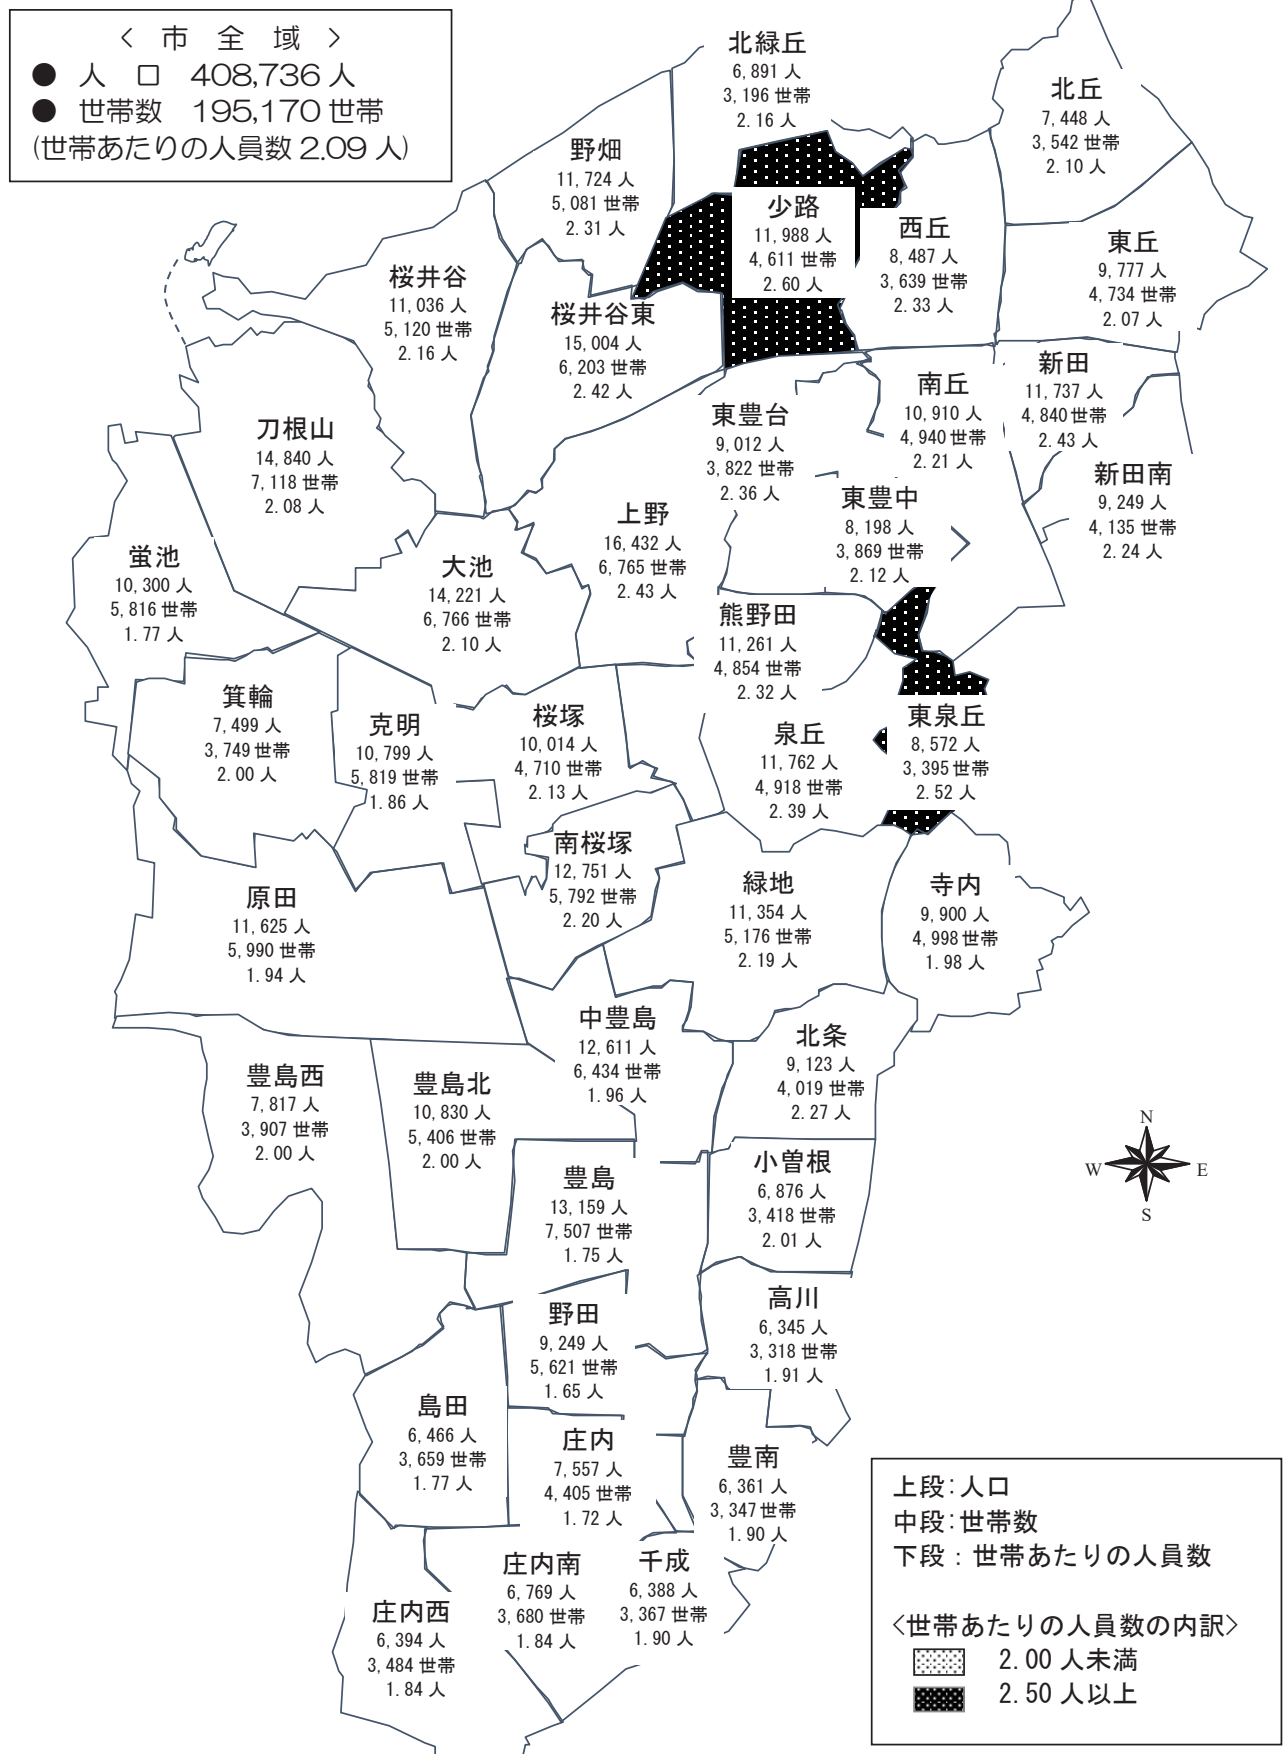 〈 市 全 域 〉
● 人 口 408,736 人
● 世帯数 195,170 世帯
(世帯あたりの人員数 2.09 人)
北緑丘
6,891 人
3,196 世帯
2.16 人
北丘
7,448 人
3,542 世帯
2.10 人
野畑
11,724 人
5,081 世帯
2.31 人
少路
11,988 人
4,611 世帯
2.60 人
西丘
8,487 人
3,639 世帯
2.33 人
東丘
9,777 人
4,734 世帯
2.07 人
桜井谷
11,036 人
5,120 世帯
2.16 人
桜井谷東
15,004 人
6,203 世帯
2.42 人
新田
11,737 人
4,840 世帯
2.43 人
南丘
10,910 人
4,940 世帯
2.21 人
東豊台
9,012 人
3,822 世帯
2.36 人
刀根山
14,840 人
7,118 世帯
2.08 人
新田南
9,249 人
4,135 世帯
2.24 人
東豊中
8,198 人
3,869 世帯
2.12 人
上野
16,432 人
6,765 世帯
2.43 人
蛍池
10,300 人
5,816 世帯
1.77 人
大池
14,221 人
6,766 世帯
2.10 人
熊野田
11,261 人
4,854 世帯
2.32 人
箕輪
7,499 人
3,749 世帯
2.00 人
克明
10,799 人
5,819 世帯
1.86 人
桜塚
10,014 人
4,710 世帯
2.13 人
泉丘
11,762 人
4,918 世帯
2.39 人
東泉丘
8,572 人
3,395 世帯
2.52 人
南桜塚
12,751 人
5,792 世帯
2.20 人
原田
11,625 人
5,990 世帯
1.94 人
緑地
11,354 人
5,176 世帯
2.19 人
寺内
9,900 人
4,998 世帯
1.98 人
中豊島
12,611 人
6,434 世帯
1.96 人
北条
9,123 人
4,019 世帯
2.27 人
豊島西
7,817 人
3,907 世帯
2.00 人
豊島北
10,830 人
5,406 世帯
2.00 人
N
W
E
S
豊島
13,159 人
7,507 世帯
1.75 人
小曽根
6,876 人
3,418 世帯
2.01 人
高川
6,345 人
3,318 世帯
1.91 人
野田
9,249 人
5,621 世帯
1.65 人
島田
6,466 人
3,659 世帯
1.77 人
庄内
7,557 人
4,405 世帯
1.72 人
豊南
6,361 人
3,347 世帯
1.90 人
庄内南
6,769 人
3,680 世帯
1.84 人
千成
6,388 人
3,367 世帯
1.90 人
庄内西
6,394 人
3,484 世帯
1.84 人
上段:人口
中段:世帯数
下段:世帯あたりの人員数
〈世帯あたりの人員数の内訳〉
2.00 人未満
2.50 人以上